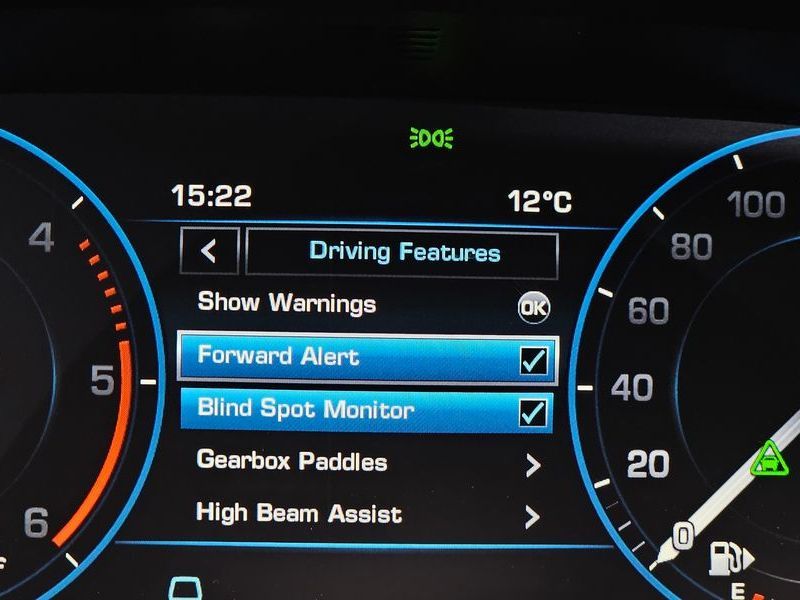 15:22 12°C
< Driving Features
Show Warnings OK
Forward Alert
Blind Spot Monitor
Gearbox Paddles >
High Beam Assist >
4
5
6
100
80
60
40
20
0
E